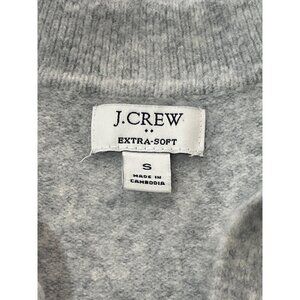 J.CREW
EXTRA-SOFT
S
MADE IN
CAMBODIA